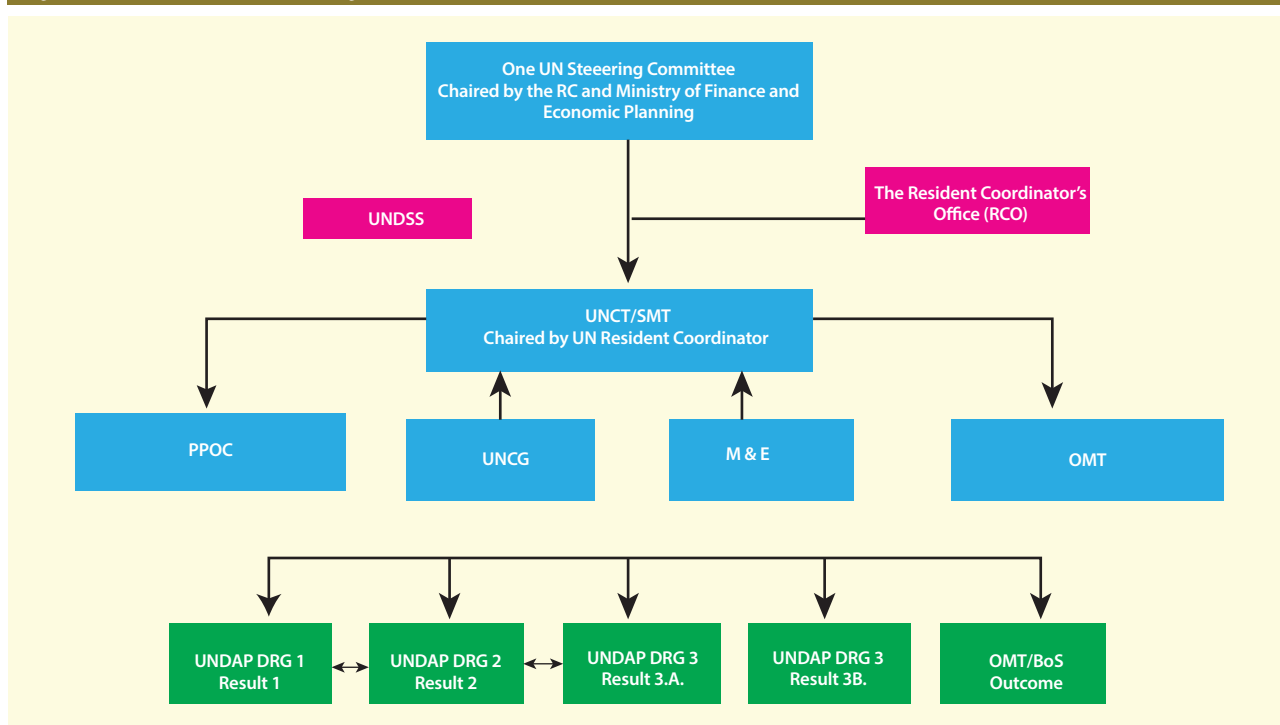 One UN Steeering Committee
Chaired by the RC and Ministry of Finance and
Economic Planning
The Resident Coordinator's
Office (RCO)
UNDSS
UNCT/SMT
Chaired by UN Resident Coordinator
PPOC
UNCG
M & E
OMT
UNDAP DRG 1
Result 1
UNDAP DRG 2
Result 2
UNDAP DRG 3
Result 3.A.
UNDAP DRG 3
Result 3B.
OMT/BoS
Outcome